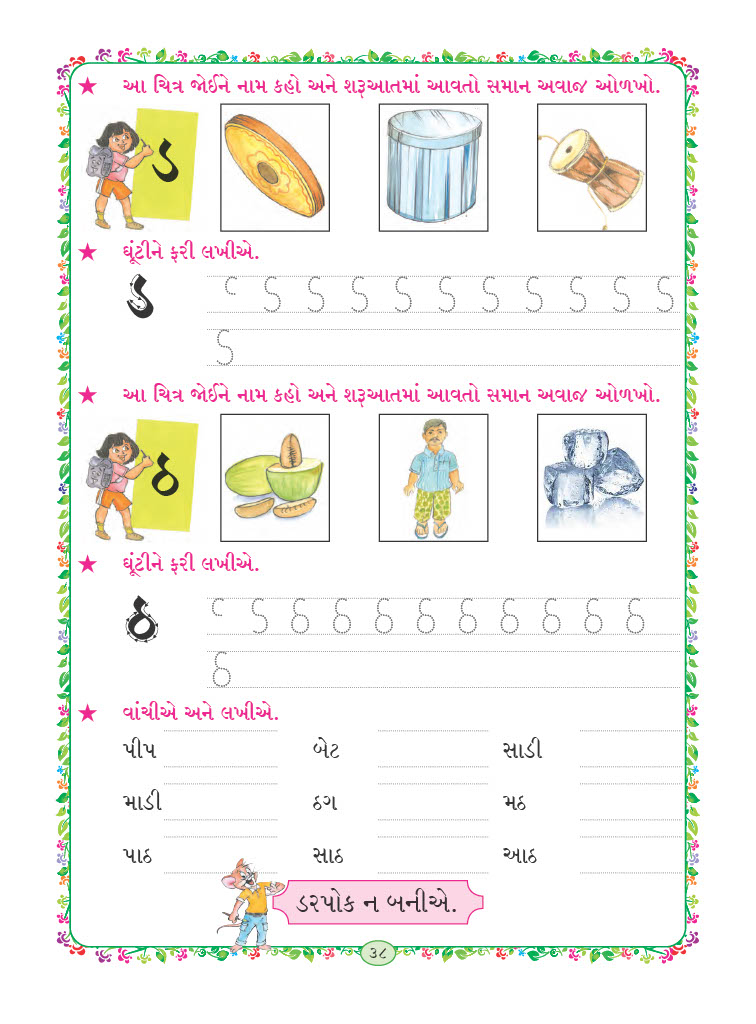 ★ આ ચિત્ર જોઈને નામ કહો અને શરૂઆતમાં આવતો સમાન અવાજ ઓળખો.
ડ
★ ઘૂંટીને ફરી લખીએ.
ડ ડ ડ ડ ડ ડ ડ ડ ડ ડ ડ
ડ
★ આ ચિત્ર જોઈને નામ કહો અને શરૂઆતમાં આવતો સમાન અવાજ ઓળખો.
ઠ
★ ઘૂંટીને ફરી લખીએ.
ઠ ડ ઠ ઠ ઠ ઠ ઠ ઠ ઠ ઠ ઠ
ઠ
★ વાંચીએ અને લખીએ.
પીપ બેટ સાડી
માડી ઠગ મઠ
પાઠ સાઠ આઠ
ડરપોક ન બનીએ.
૩૮